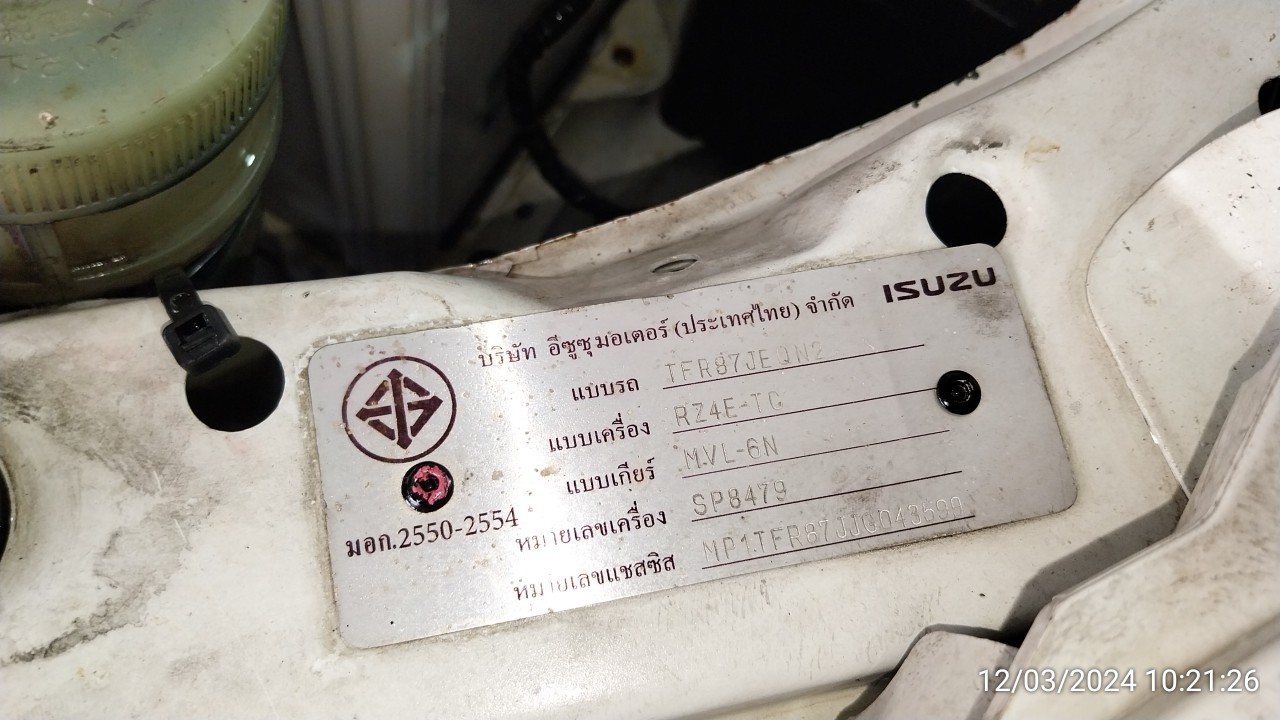 ISUZU
บริษัท อีซูซุมอเตอร์ (ประเทศไทย) จำกัด
แบบรถ TFR87JE JN2
แบบเครื่อง RZ4E-TC
แบบเกียร์ MVL-6N
หมายเลขเครื่อง SP8479
มอก.2550-2554
หมายเลขแชสซิส
12/03/2024 10:21:26